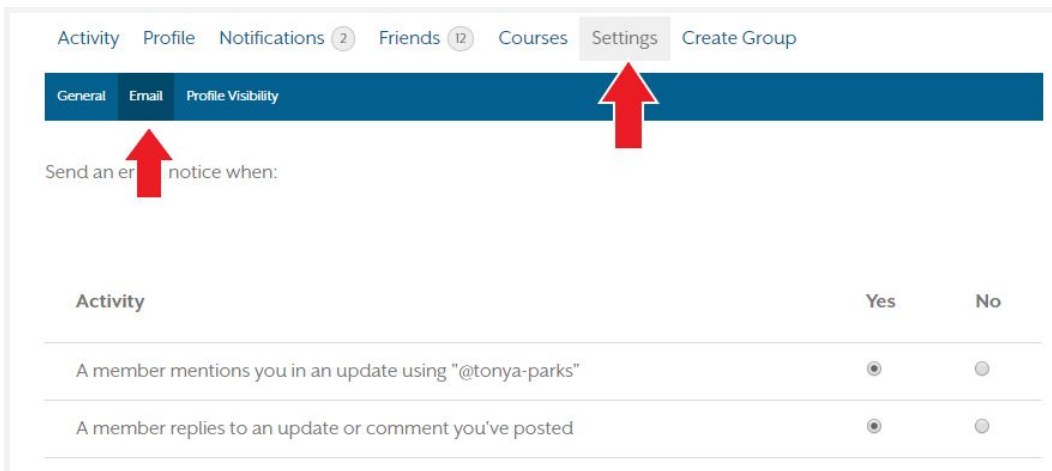 Activity Profile Notifications 2 Friends 12 Courses Settings Create Group
General Email Profile Visibility
Send an notice when:
Activity Yes No
A member mentions you in an update using "@tonya-parks"
A member replies to an update or comment you've posted